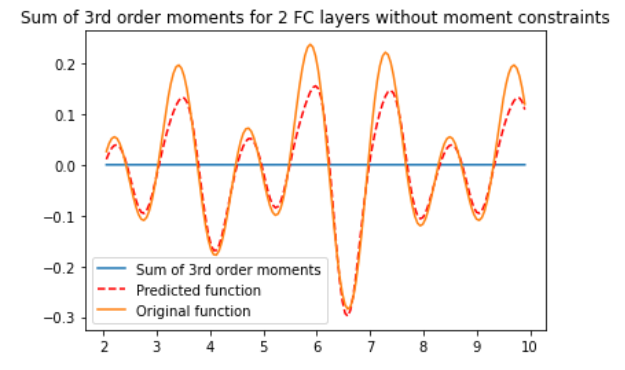 Sum of 3rd order moments for 2 FC layers without moment constraints
0.2
0.1
0.0
−0.1
−0.2
−0.3
Sum of 3rd order moments
Predicted function
Original function
2 3 4 5 6 7 8 9 10